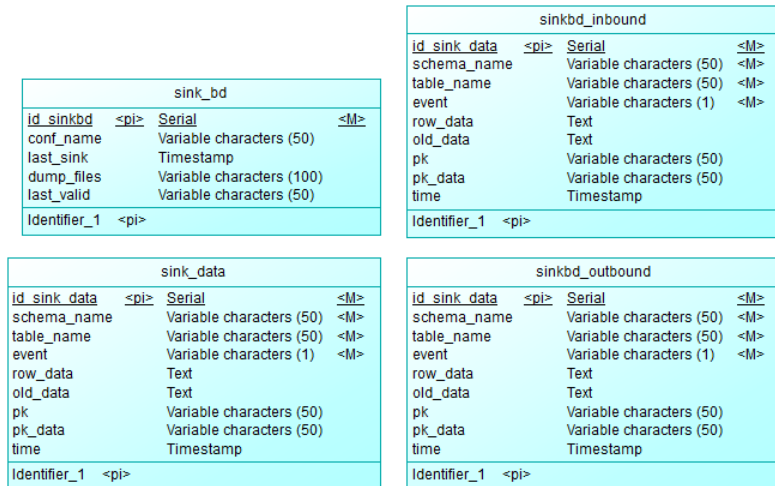 sink_bd
id_sinkbd <pi> Serial <M>
conf_name Variable characters (50)
last_sink Timestamp
dump_files Variable characters (100)
last_valid Variable characters (50)
Identifier_1 <pi>
sinkbd_inbound
id_sink_data <pi> Serial <M>
schema_name Variable characters (50) <M>
table_name Variable characters (50) <M>
event Variable characters (1) <M>
row_data Text
old_data Text
pk Variable characters (50)
pk_data Variable characters (50)
time Timestamp
Identifier_1 <pi>
sink_data
id_sink_data <pi> Serial <M>
schema_name Variable characters (50) <M>
table_name Variable characters (50) <M>
event Variable characters (1) <M>
row_data Text
old_data Text
pk Variable characters (50)
pk_data Variable characters (50)
time Timestamp
Identifier_1 <pi>
sinkbd_outbound
id_sink_data <pi> Serial <M>
schema_name Variable characters (50) <M>
table_name Variable characters (50) <M>
event Variable characters (1) <M>
row_data Text
old_data Text
pk Variable characters (50)
pk_data Variable characters (50)
time Timestamp
Identifier_1 <pi>